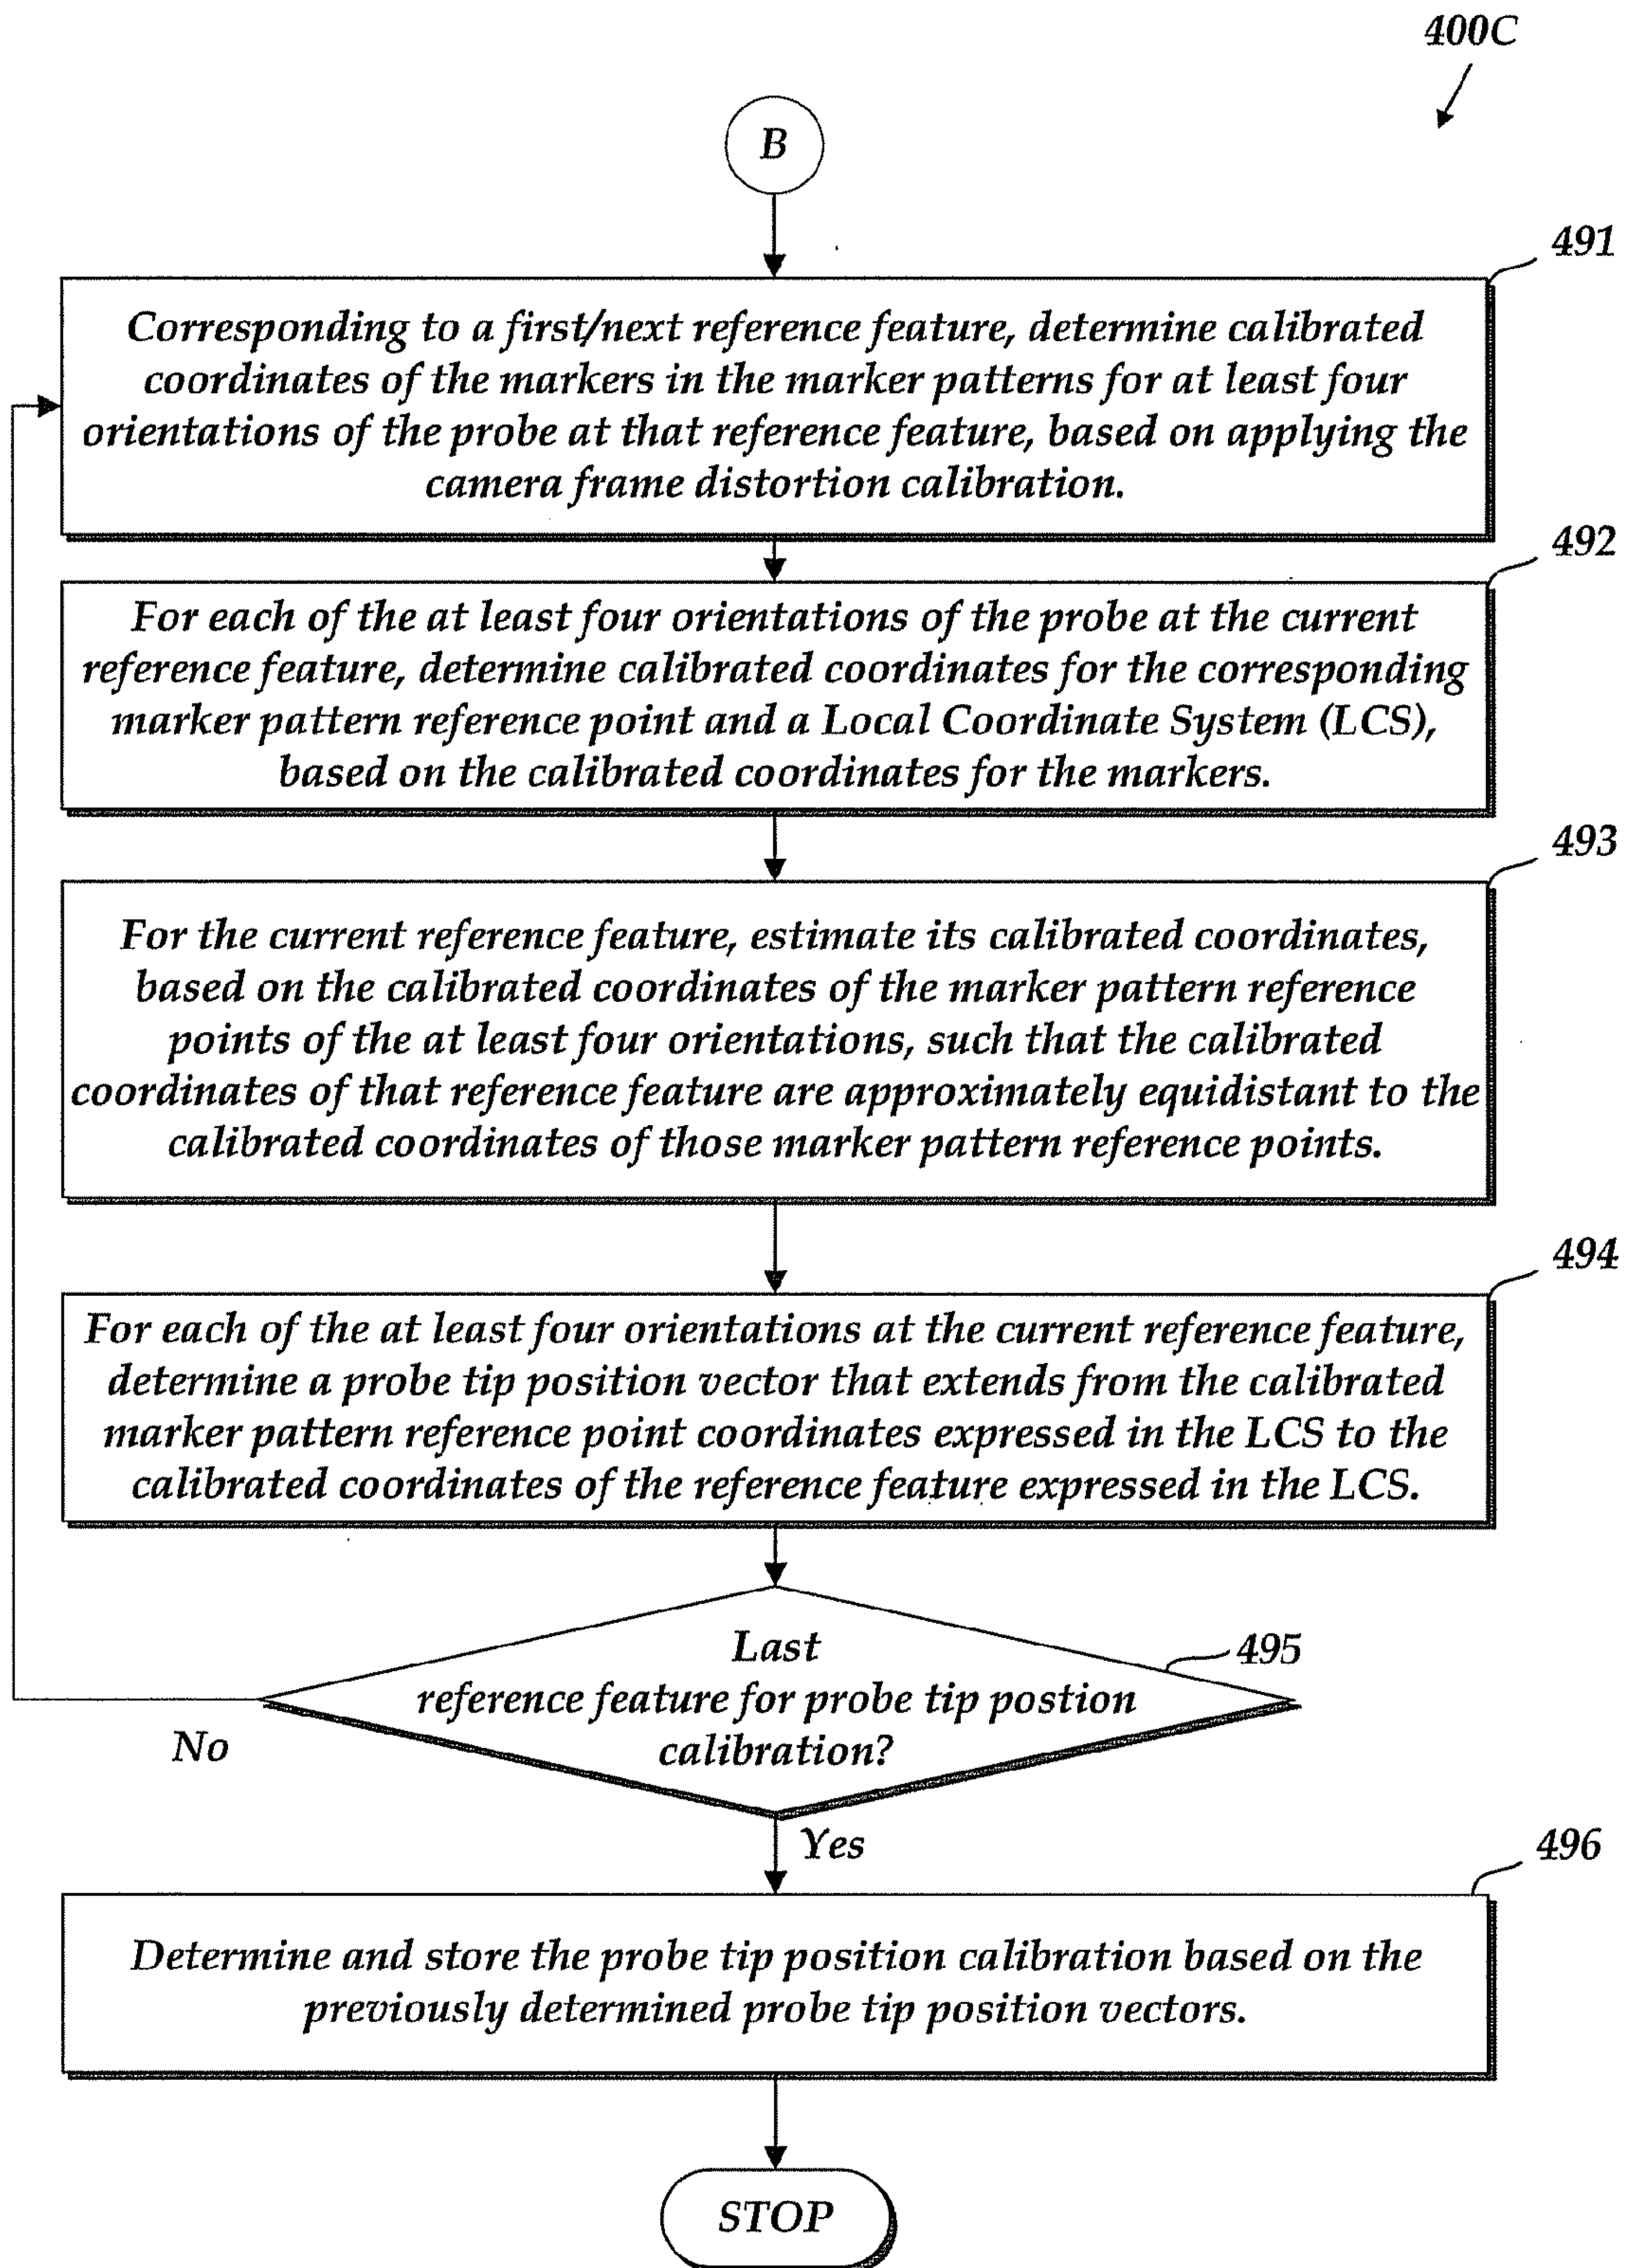 400C
B
491
Corresponding to a first/next reference feature, determine calibrated
coordinates of the markers in the marker patterns for at least four
orientations of the probe at that reference feature, based on applying the
camera frame distortion calibration.
492
For each of the at least four orientations of the probe at the current
reference feature, determine calibrated coordinates for the corresponding
marker pattern reference point and a Local Coordinate System (LCS),
based on the calibrated coordinates for the markers.
493
For the current reference feature, estimate its calibrated coordinates,
based on the calibrated coordinates of the marker pattern reference
points of the at least four orientations, such that the calibrated
coordinates of that reference feature are approximately equidistant to the
calibrated coordinates of those marker pattern reference points.
494
For each of the at least four orientations at the current reference feature,
determine a probe tip position vector that extends from the calibrated
marker pattern reference point coordinates expressed in the LCS to the
calibrated coordinates of the reference feature expressed in the LCS.
Last
495
reference feature for probe tip postion
calibration?
No
Yes
496
Determine and store the probe tip position calibration based on the
previously determined probe tip position vectors.
STOP